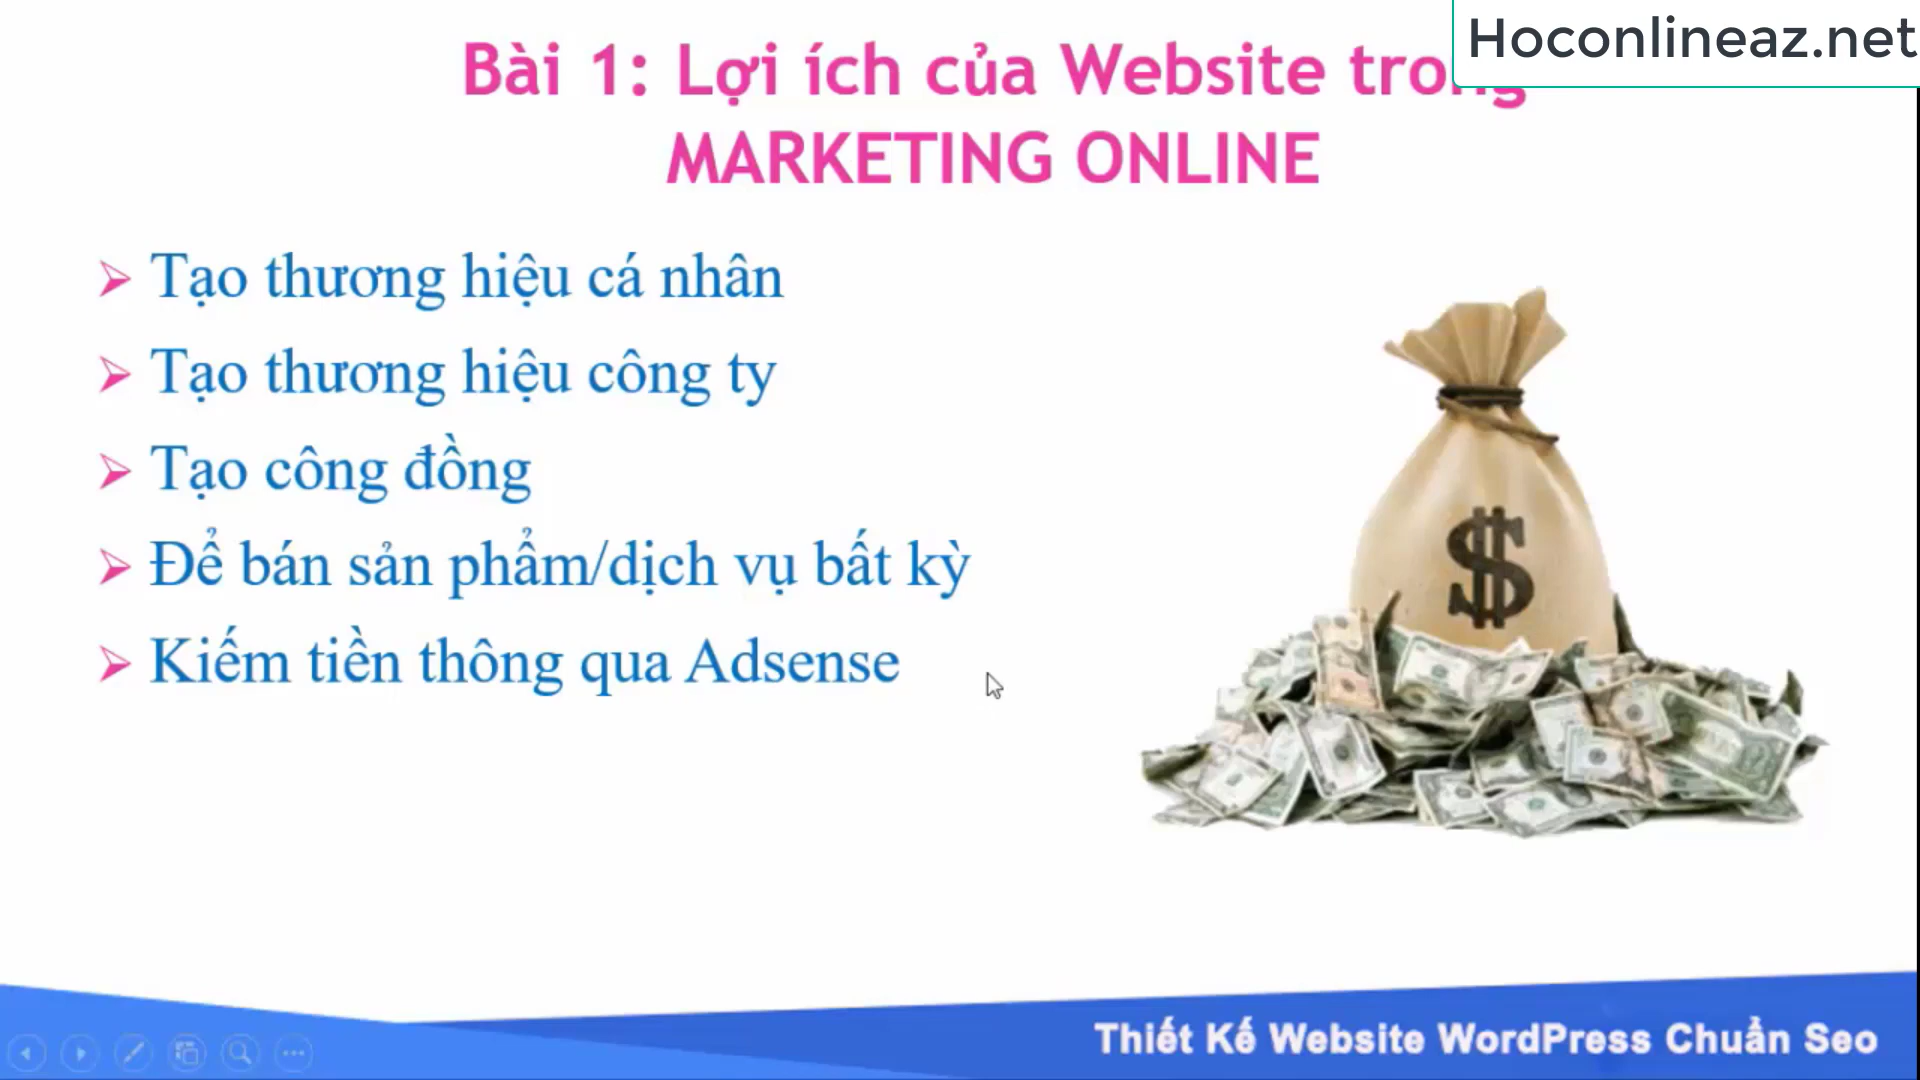 Hoconlineaz.net
Bài 1: Lợi ích của Website trong
MARKETING ONLINE
Tạo thương hiệu cá nhân
Tạo thương hiệu công ty
Tạo công đồng
Để bán sản phẩm/dịch vụ bất kỳ
Kiếm tiền thông qua Adsense
$
Thiết Kế Website WordPress Chuẩn Seo